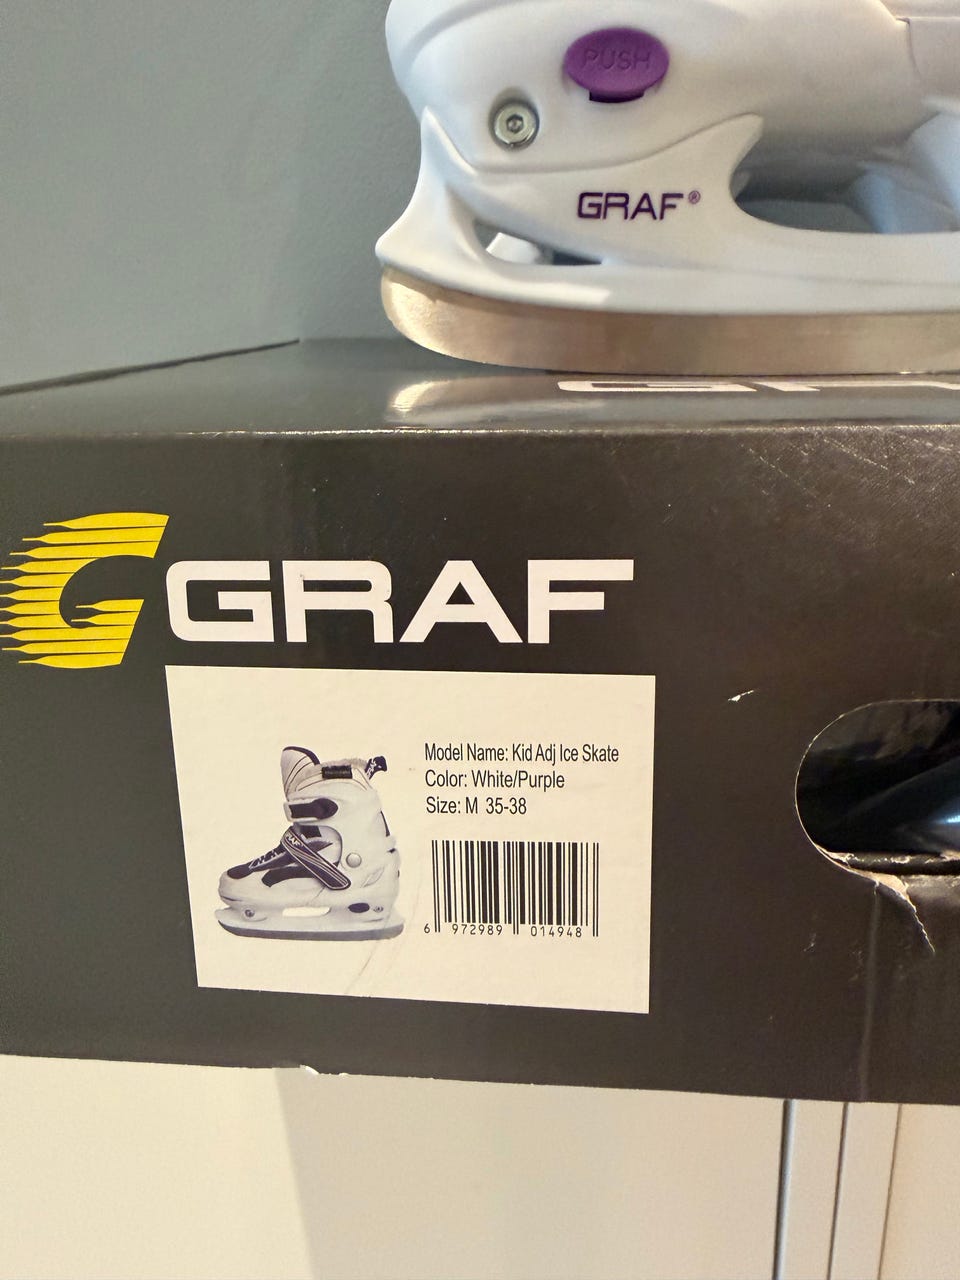 PUSH
GRAF®
GRAF
Model Name: Kid Adj Ice Skate
Color: White/Purple
Size: M 35-38
6 972989 014948